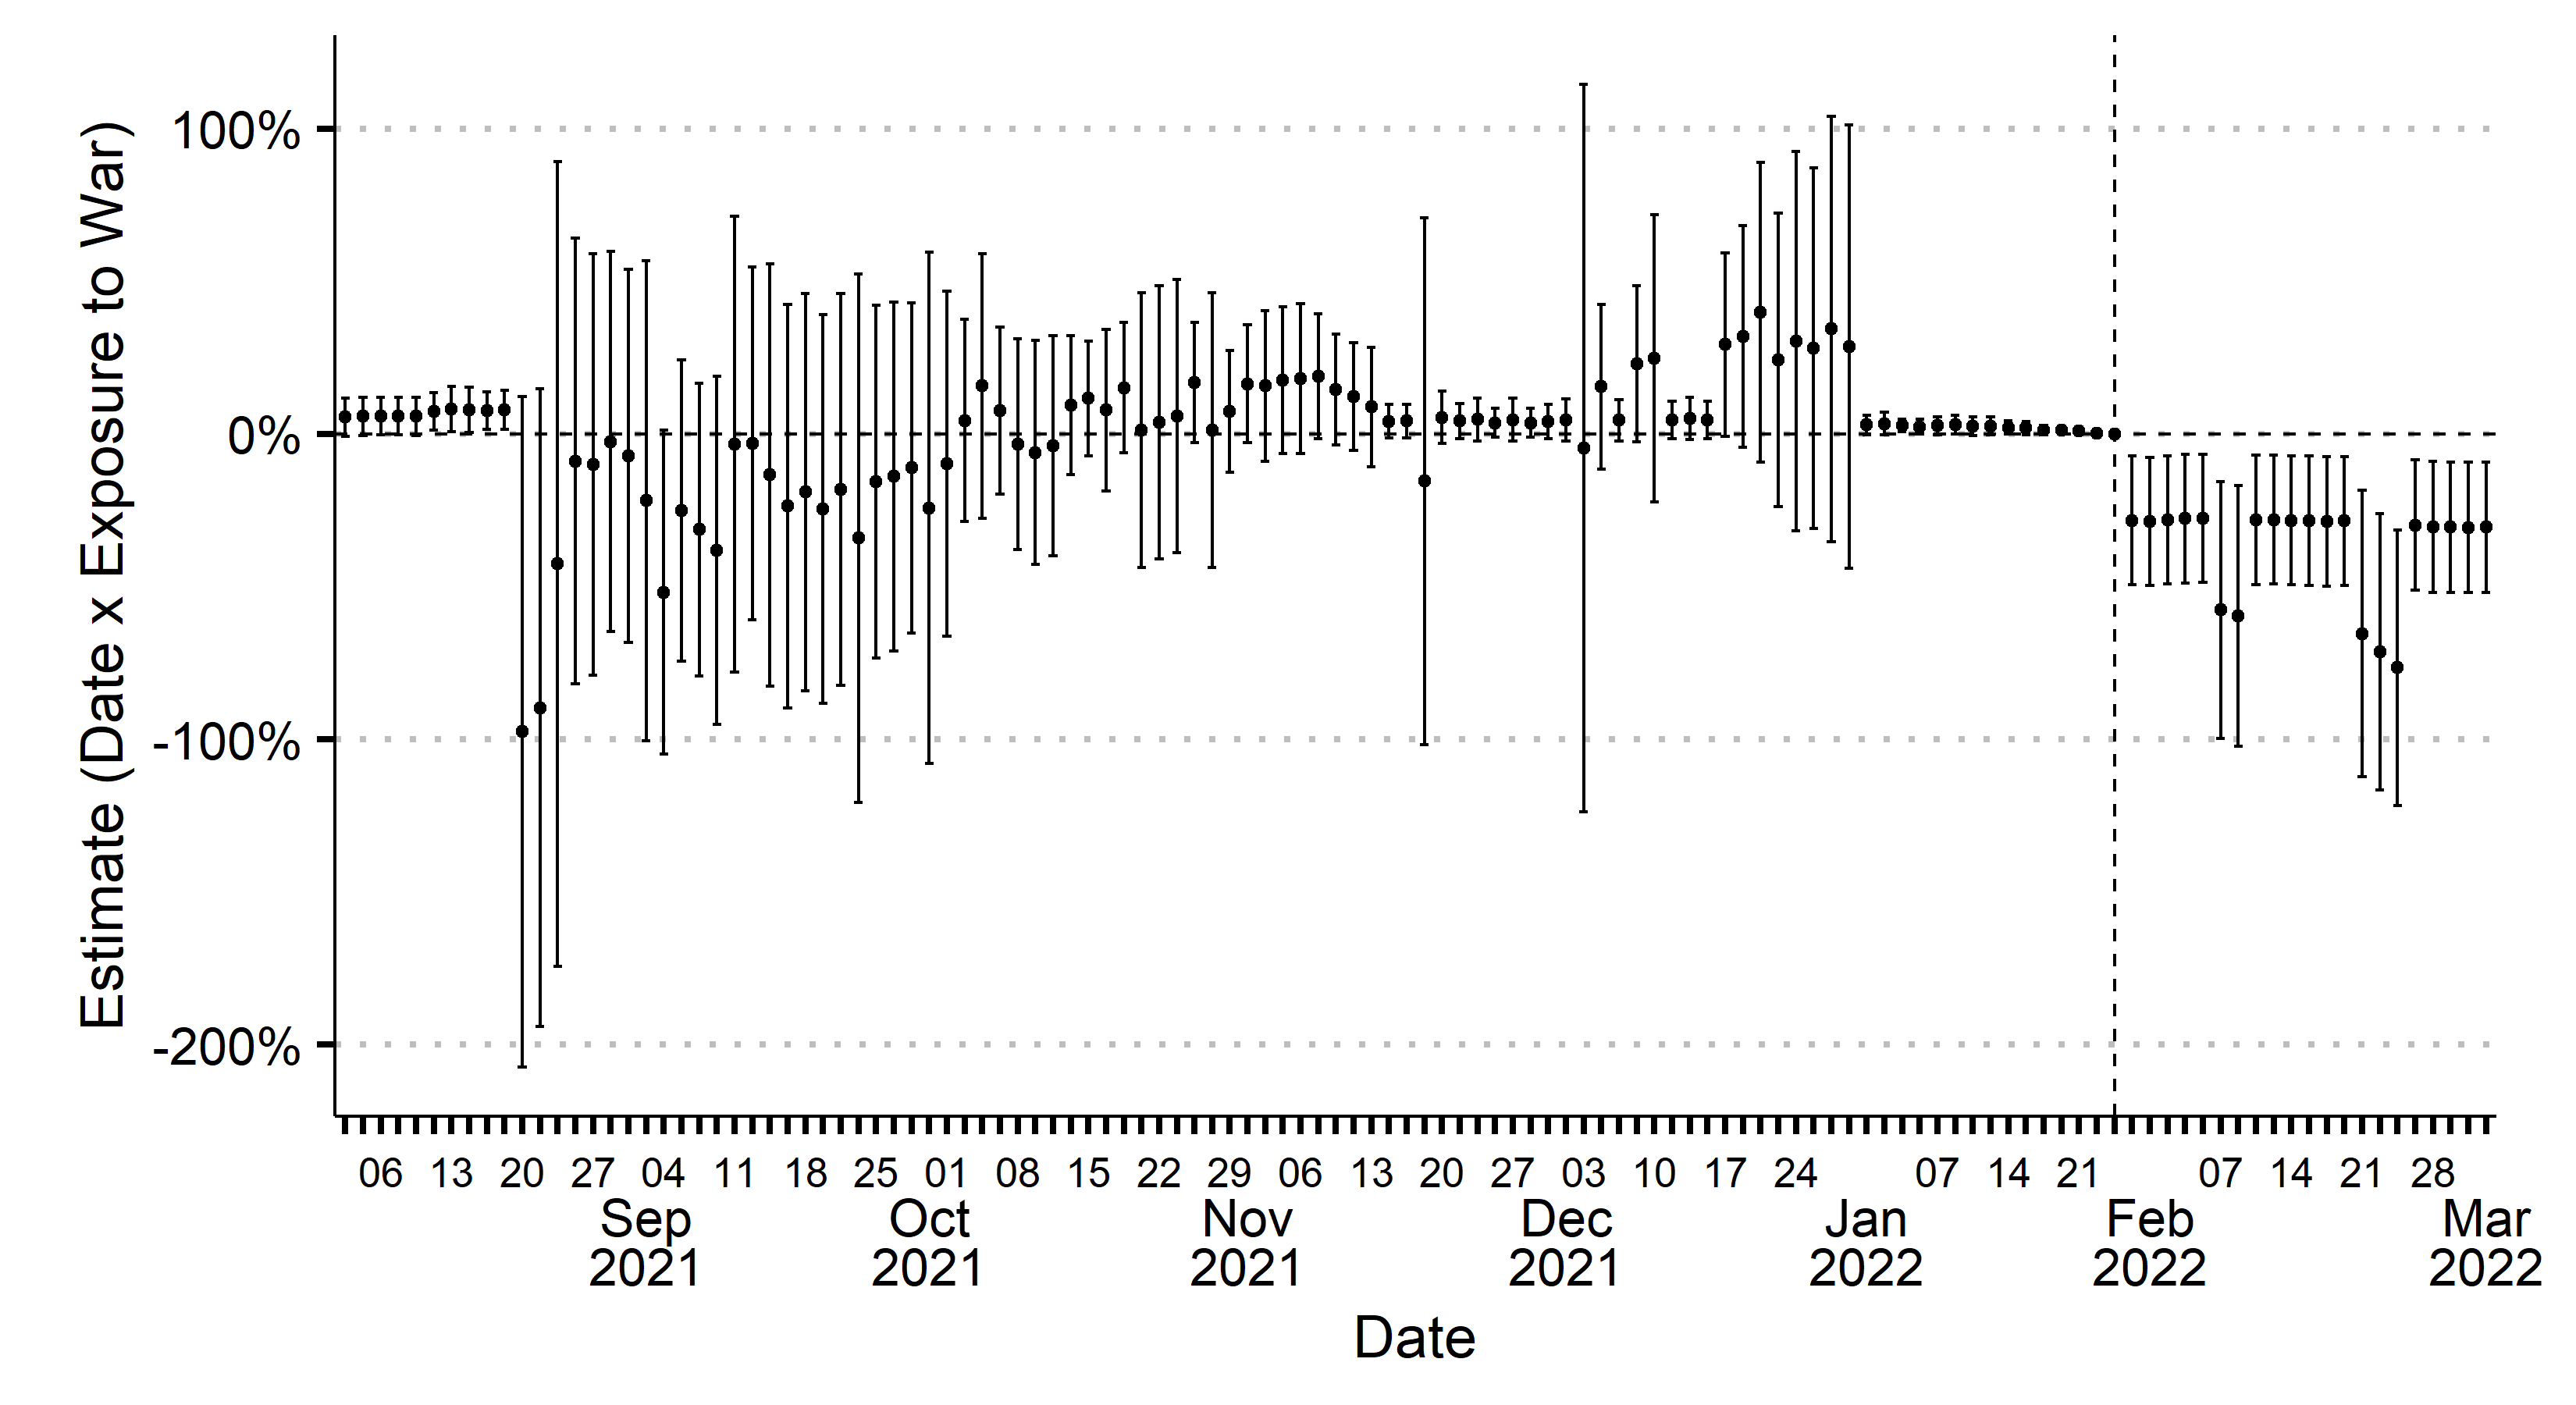 Estimate (Date x Exposure to War)
100%
0%
-100%
-200%
06 13 20 27 04 11 18 25 01 08 15 22 29 06 13 20 27 03 10 17 24 07 14 21 07 14 21 28
Sep Oct Nov Dec Jan Feb Mar
2021 2021 2021 2021 2022 2022 2022
Date